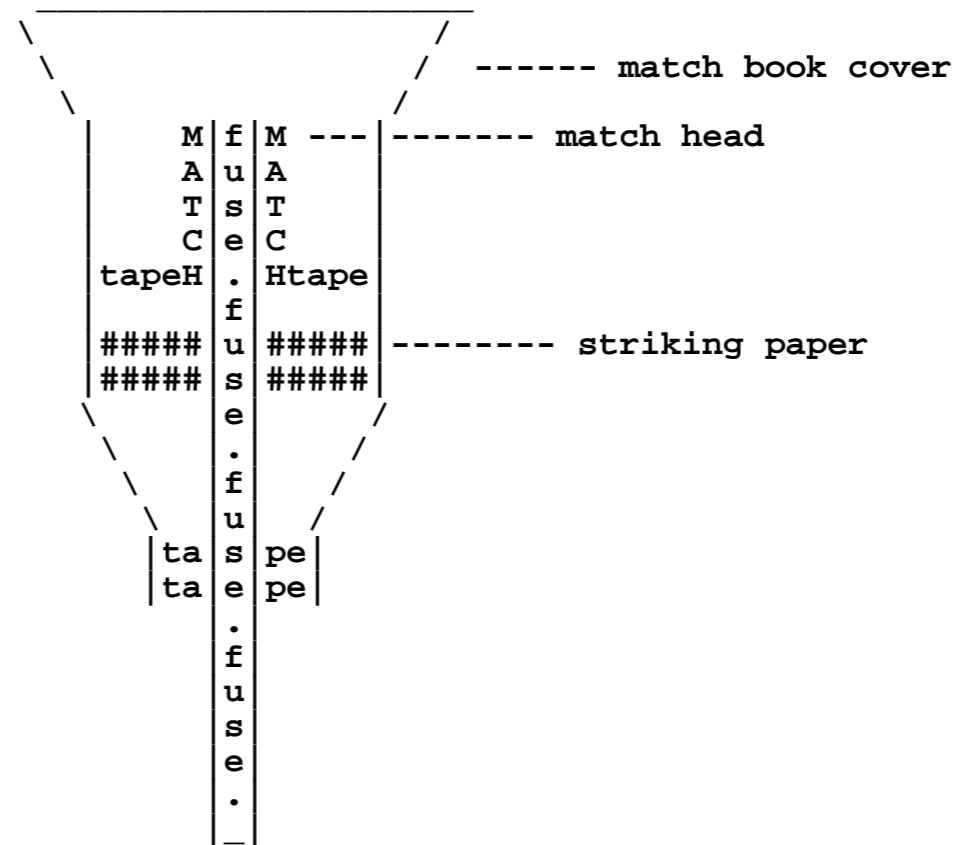 ------ match book cover
M|f|M ---|------- match head
A|u|A
T|s|T
C|e|C
tapeH|.|Htape
f
#####|u|#####|-------- striking paper
#####|s|#####
e
.
f
u
ta|s|pe
ta|e|pe
.
f
u
s
e
.
_